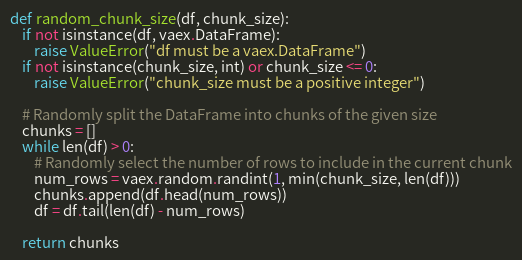 def random_chunk_size(df, chunk_size):
    if not isinstance(df, vaex.DataFrame):
        raise ValueError("df must be a vaex.DataFrame")
    if not isinstance(chunk_size, int) or chunk_size <= 0:
        raise ValueError("chunk_size must be a positive integer")

    # Randomly split the DataFrame into chunks of the given size
    chunks = []
    while len(df) > 0:
        # Randomly select the number of rows to include in the current chunk
        num_rows = vaex.random.randint(1, min(chunk_size, len(df)))
        chunks.append(df.head(num_rows))
        df = df.tail(len(df) - num_rows)

    return chunks